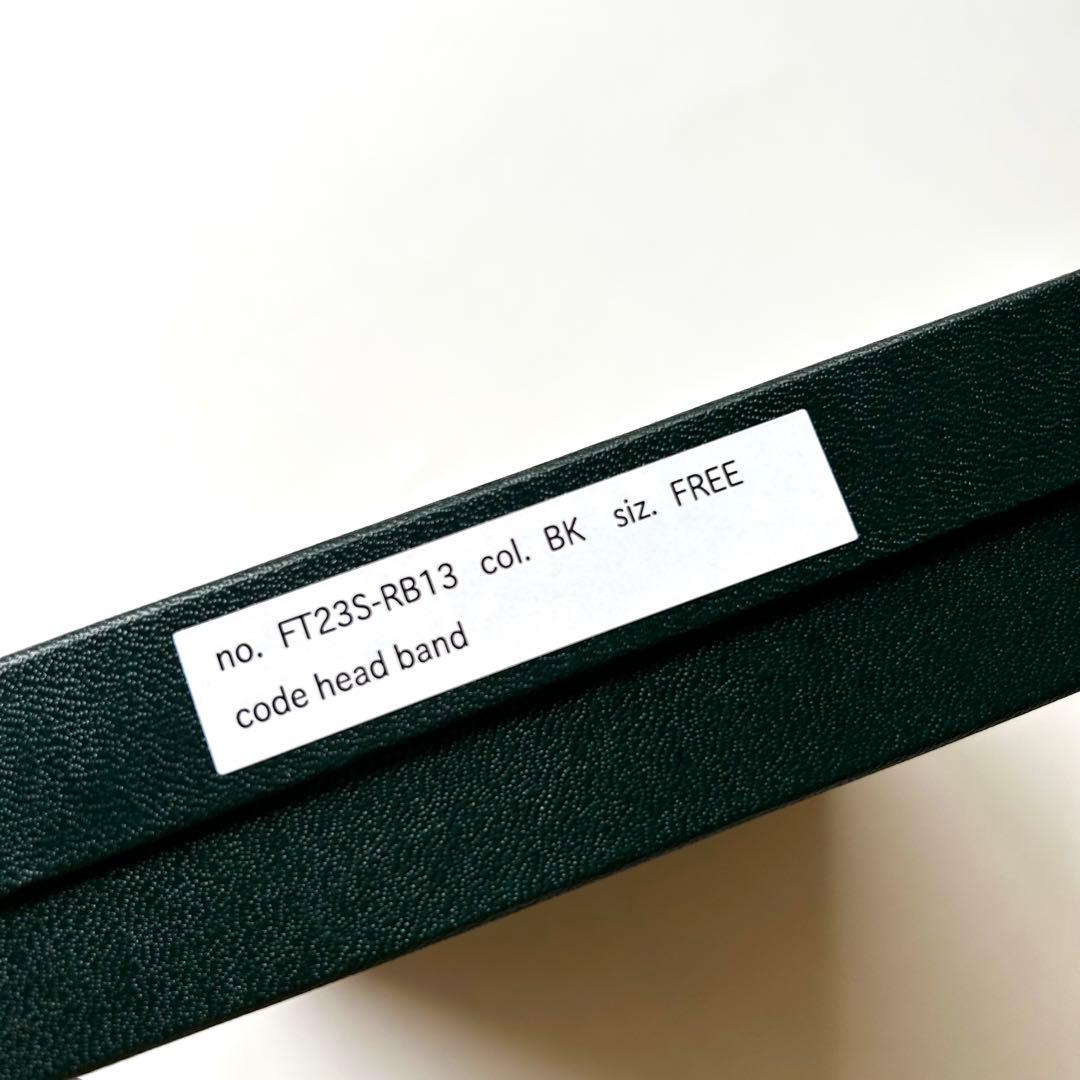 no. FT23S-RB13 col. BK siz. FREE
code head band